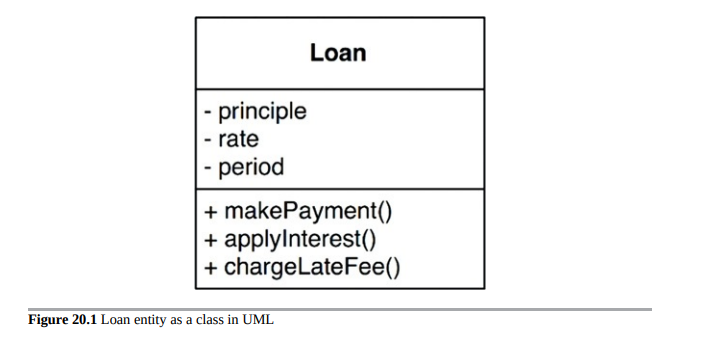 Loan
- principle
- rate
- period
+ makePayment()
+ applyInterest()
+ chargeLateFee()
Figure 20.1 Loan entity as a class in UML